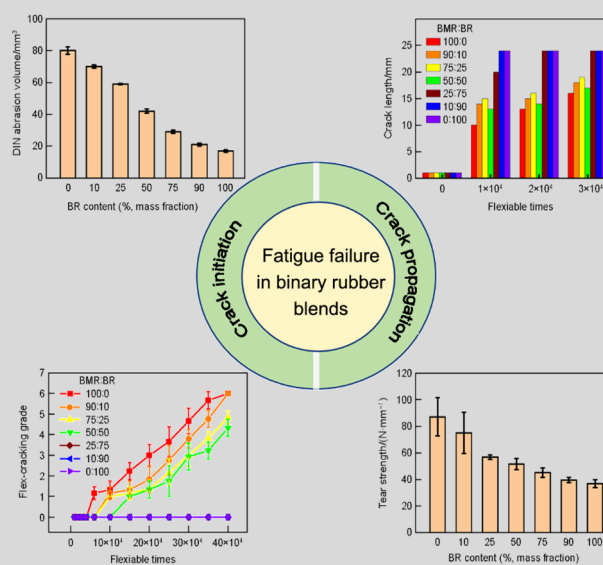 DIN abrasion volume/mm³
100
80
60
40
20
0
0 10 25 50 75 90 100
BR content (%, mass fraction)
Crack length/mm
25
20
15
10
5
0
BMR:BR
100:0
90:10
75:25
50:50
25:75
10:90
0:100
0 1×10⁴ 2×10⁴ 3×10⁴
Flexiable times
Crack initiation
Crack propagation
Fatigue failure
in binary rubber
blends
Flex-cracking grade
7
6
5
4
3
2
1
0
BMR:BR
100:0
90:10
75:25
50:50
25:75
10:90
0:100
0 10×10⁴ 20×10⁴ 30×10⁴ 40×10⁴
Flexiable times
Tear strength/(N·mm⁻¹)
120
100
80
60
40
20
0
0 10 25 50 75 90 100
BR content (%, mass fraction)